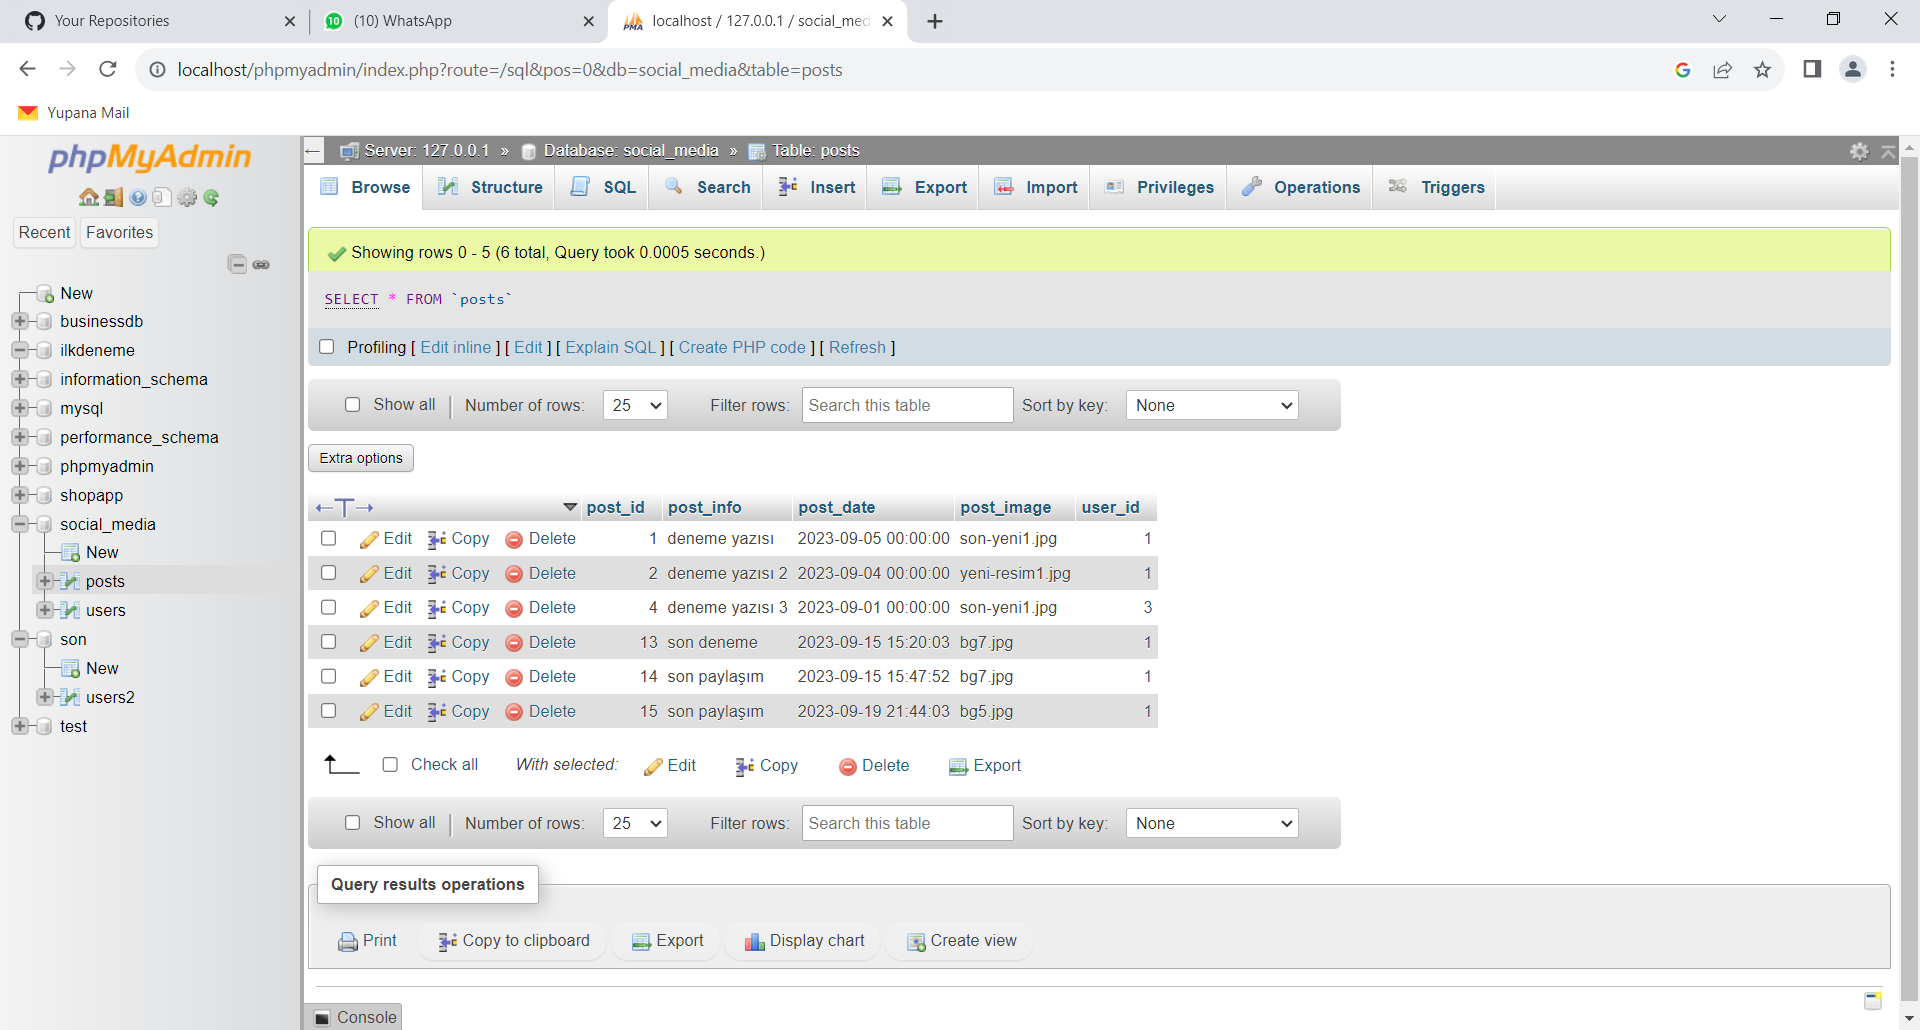 Your Repositories
10 (10) WhatsApp
PMA localhost / 127.0.0.1 / social_med
localhost/phpmyadmin/index.php?route=/sql&pos=0&db=social_media&table=posts
Yupana Mail
phpMyAdmin
Recent Favorites
New
businessdb
ilkdeneme
information_schema
mysql
performance_schema
phpmyadmin
shopapp
social_media
New
posts
users
son
New
users2
test
Server: 127.0.0.1 » Database: social_media » Table: posts
Browse Structure SQL Search Insert Export Import Privileges Operations Triggers
Showing rows 0 - 5 (6 total, Query took 0.0005 seconds.)
SELECT * FROM `posts`
Profiling [ Edit inline ] [ Edit ] [ Explain SQL ] [ Create PHP code ] [ Refresh ]
Show all | Number of rows: 25 Filter rows: Search this table Sort by key: None
Extra options
←T→ post_id post_info post_date post_image user_id
Edit Copy Delete 1 deneme yazısı 2023-09-05 00:00:00 son-yeni1.jpg 1
Edit Copy Delete 2 deneme yazısı 2 2023-09-04 00:00:00 yeni-resim1.jpg 1
Edit Copy Delete 4 deneme yazısı 3 2023-09-01 00:00:00 son-yeni1.jpg 3
Edit Copy Delete 13 son deneme 2023-09-15 15:20:03 bg7.jpg 1
Edit Copy Delete 14 son paylaşım 2023-09-15 15:47:52 bg7.jpg 1
Edit Copy Delete 15 son paylaşım 2023-09-19 21:44:03 bg5.jpg 1
Check all With selected: Edit Copy Delete Export
Show all | Number of rows: 25 Filter rows: Search this table Sort by key: None
Query results operations
Print Copy to clipboard Export Display chart Create view
Console